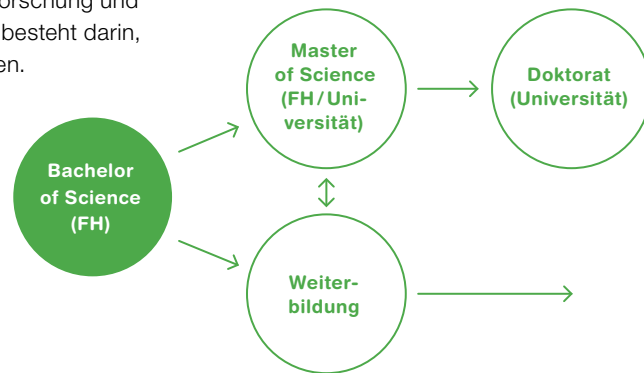 orschung und
besteht darin,
en.
Master
of Science
(FH/Uni-
versität)
Doktorat
(Universität)
Bachelor
of Science
(FH)
Weiter-
bildung